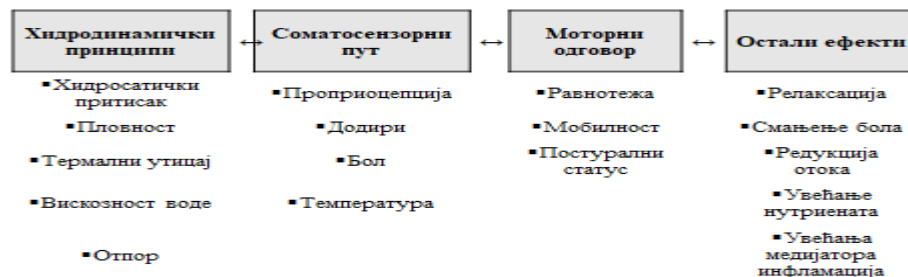 Хидродинамички
принципи
↔
Соматосензорни
пут
↔
Моторни
одговор
↔
Остали ефекти
▪Хидросатички
притисак
▪Пловност
▪Термални утицај
▪Вискозност воде
▪Отпор
▪Проприоцепција
▪Додири
▪Бол
▪Температура
▪Равнотежа
▪Мобилност
▪Постурални
статус
▪Релаксација
▪Смањење бола
▪Редукција
отока
▪Увећање
нутриената
▪Увећања
медијатора
инфламација